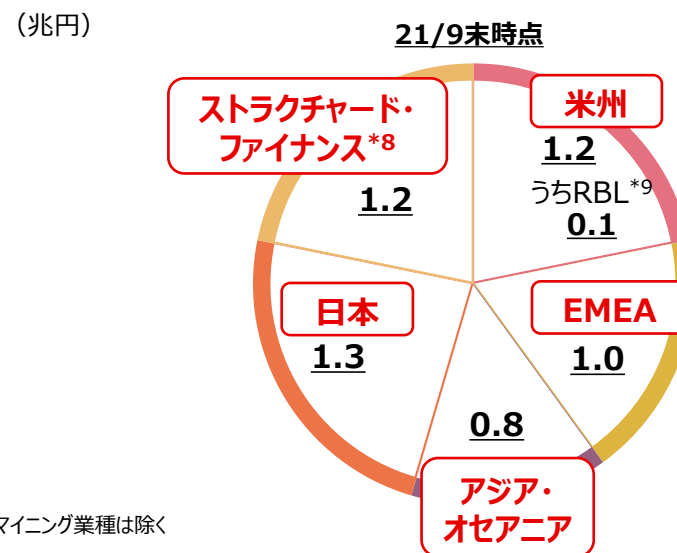 （兆円）
21/9末時点
ストラクチャード・
ファイナンス*8
1.2
米州
1.2
うちRBL*9
0.1
日本
1.3
EMEA
1.0
0.8
アジア・
オセアニア
マイニング業種は除く